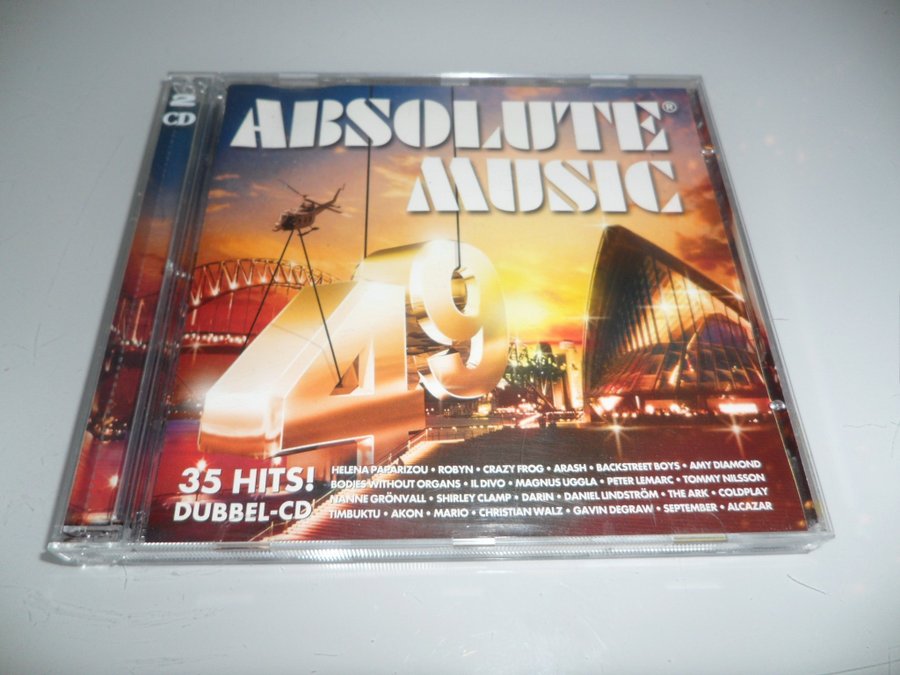 2
CD
ABSOLUTE®
MUSIC
49
35 HITS!
DUBBEL-CD
HELENA PAPARIZOU • ROBYN • CRAZY FROG • ARASH • BACKSTREET BOYS • AMY DIAMOND
BODIES WITHOUT ORGANS • IL DIVO • MAGNUS UGGLA • PETER LEMARC • TOMMY NILSSON
NANNE GRÖNVALL • SHIRLEY CLAMP • DARIN • DANIEL LINDSTRÖM • THE ARK • COLDPLAY
TIMBUKTU • AKON • MARIO • CHRISTIAN WALZ • GAVIN DEGRAW • SEPTEMBER • ALCAZAR